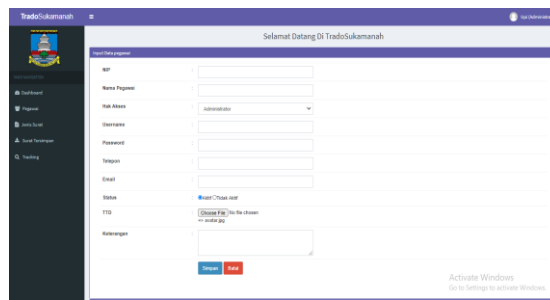 TradoSukamanah
Selamat Datang Di TradoSukamanah
Input Data pegawai
NIP :
Nama Pegawai :
Hak Akses : Administrator
Username :
Password :
Telepon :
Email :
Status : Aktif Tidak Aktif
TTD : Choose File No file chosen
Keterangan :
Simpan Batal
Dashboard
Pegawai
Jenis Surat
Surat Tersimpan
Tracking
Activate Windows
Go to Settings to activate Windows.